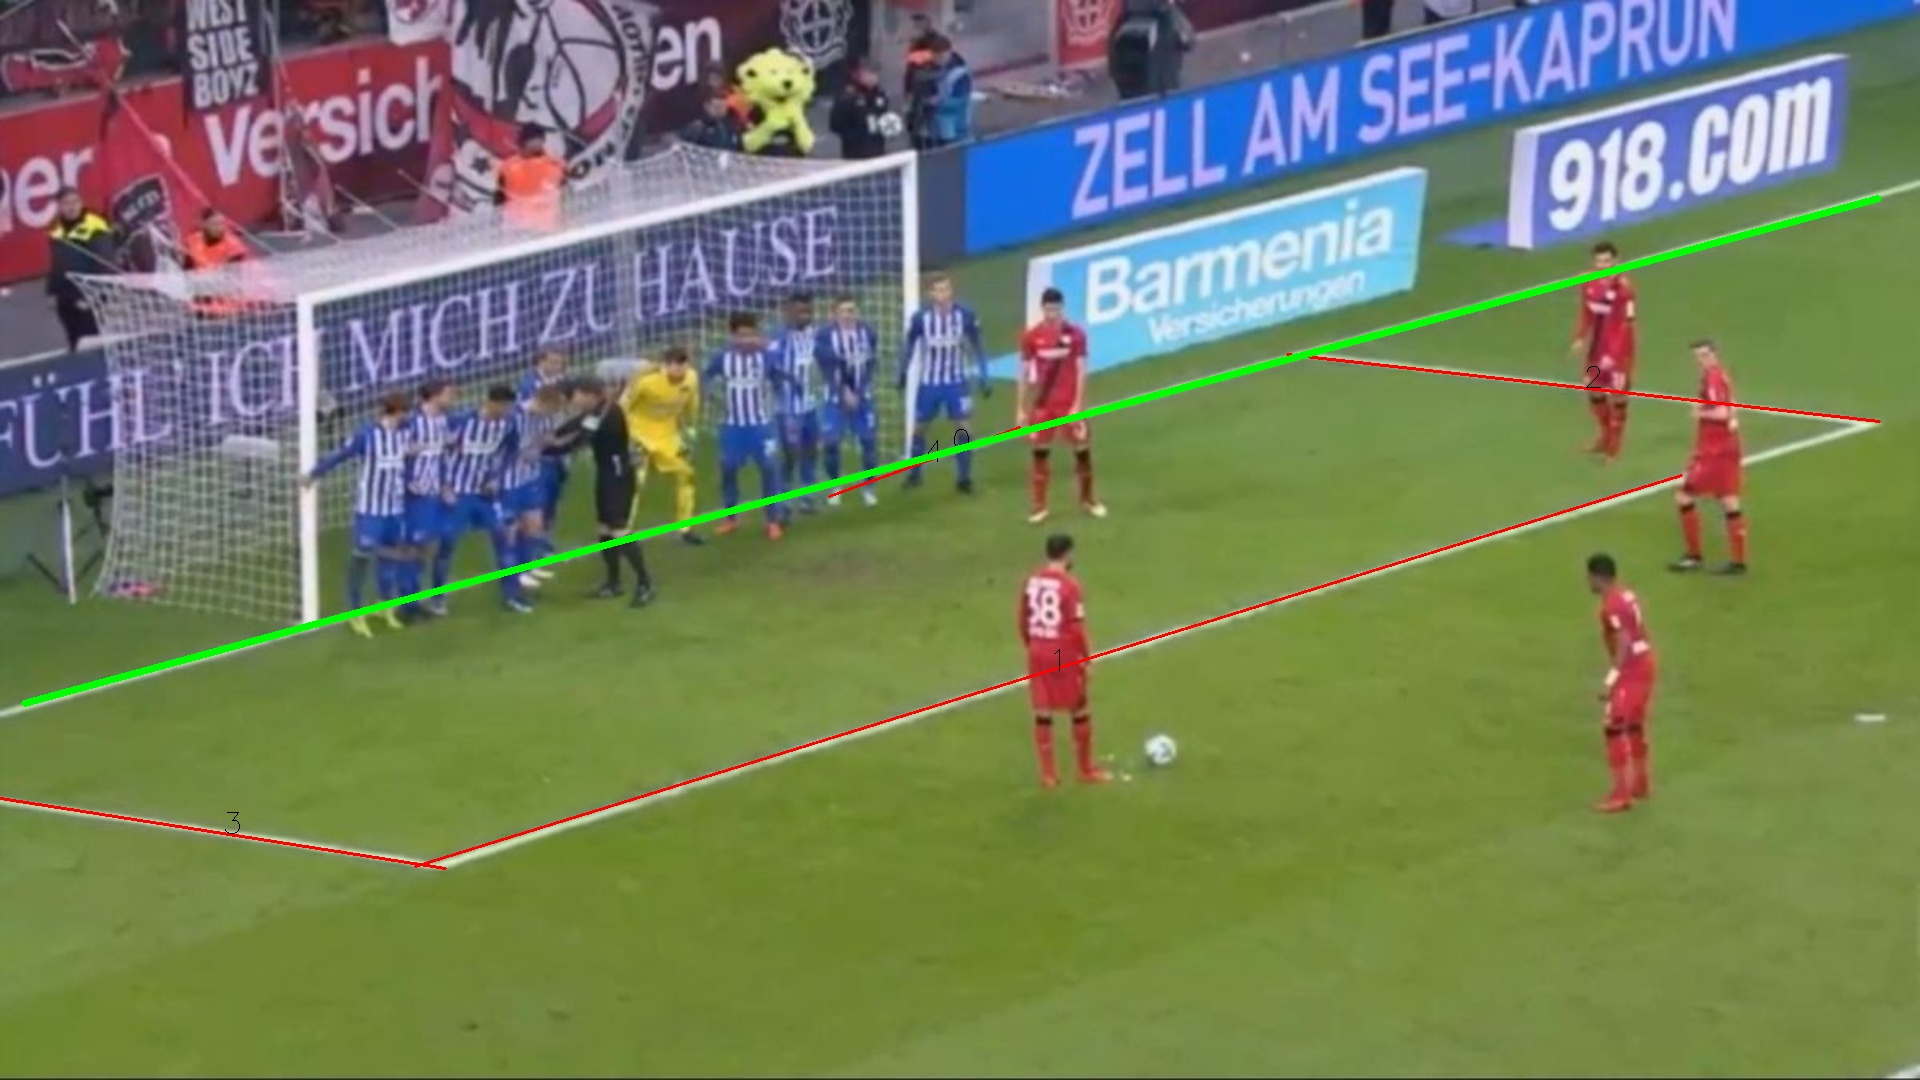 WEST
SIDE
BOYZ
Versich
en
ZELL AM SEE-KAPRUN
918.com
Barmenia
Versicherungen
FÜHL' ICH MICH ZU HAUSE
38
2
4 0
1
3